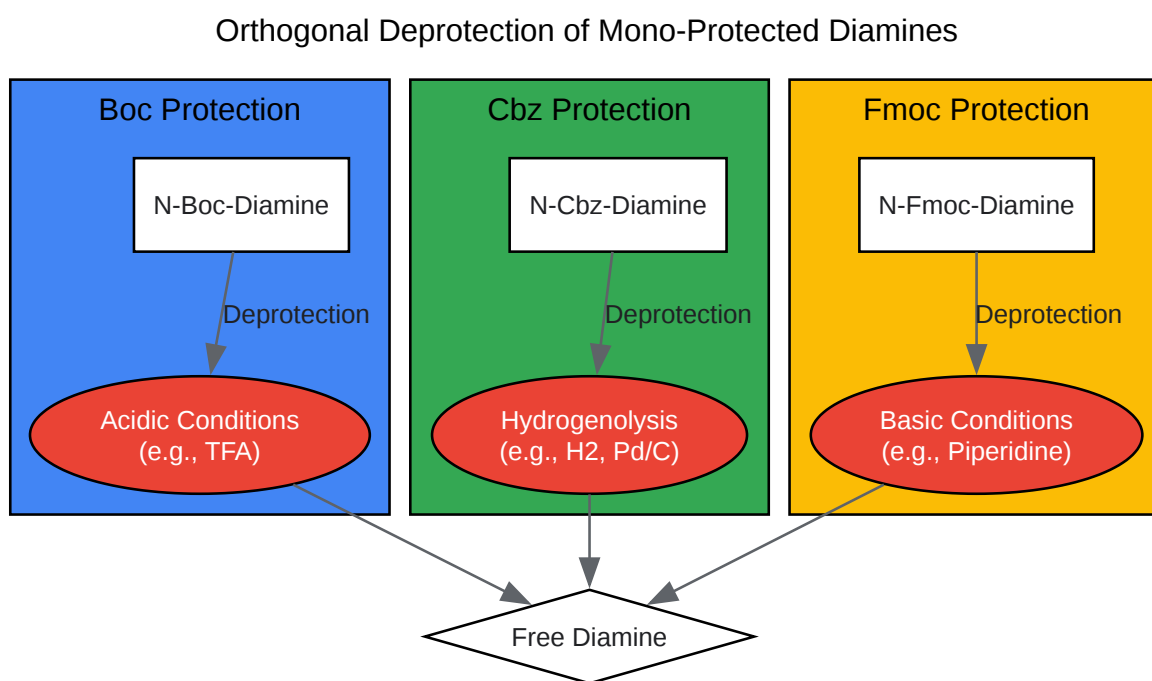 Orthogonal Deprotection of Mono-Protected Diamines
Boc Protection
Cbz Protection
Fmoc Protection
N-Boc-Diamine
N-Cbz-Diamine
N-Fmoc-Diamine
Deprotection
Deprotection
Deprotection
Acidic Conditions
(e.g., TFA)
Hydrogenolysis
(e.g., H2, Pd/C)
Basic Conditions
(e.g., Piperidine)
Free Diamine